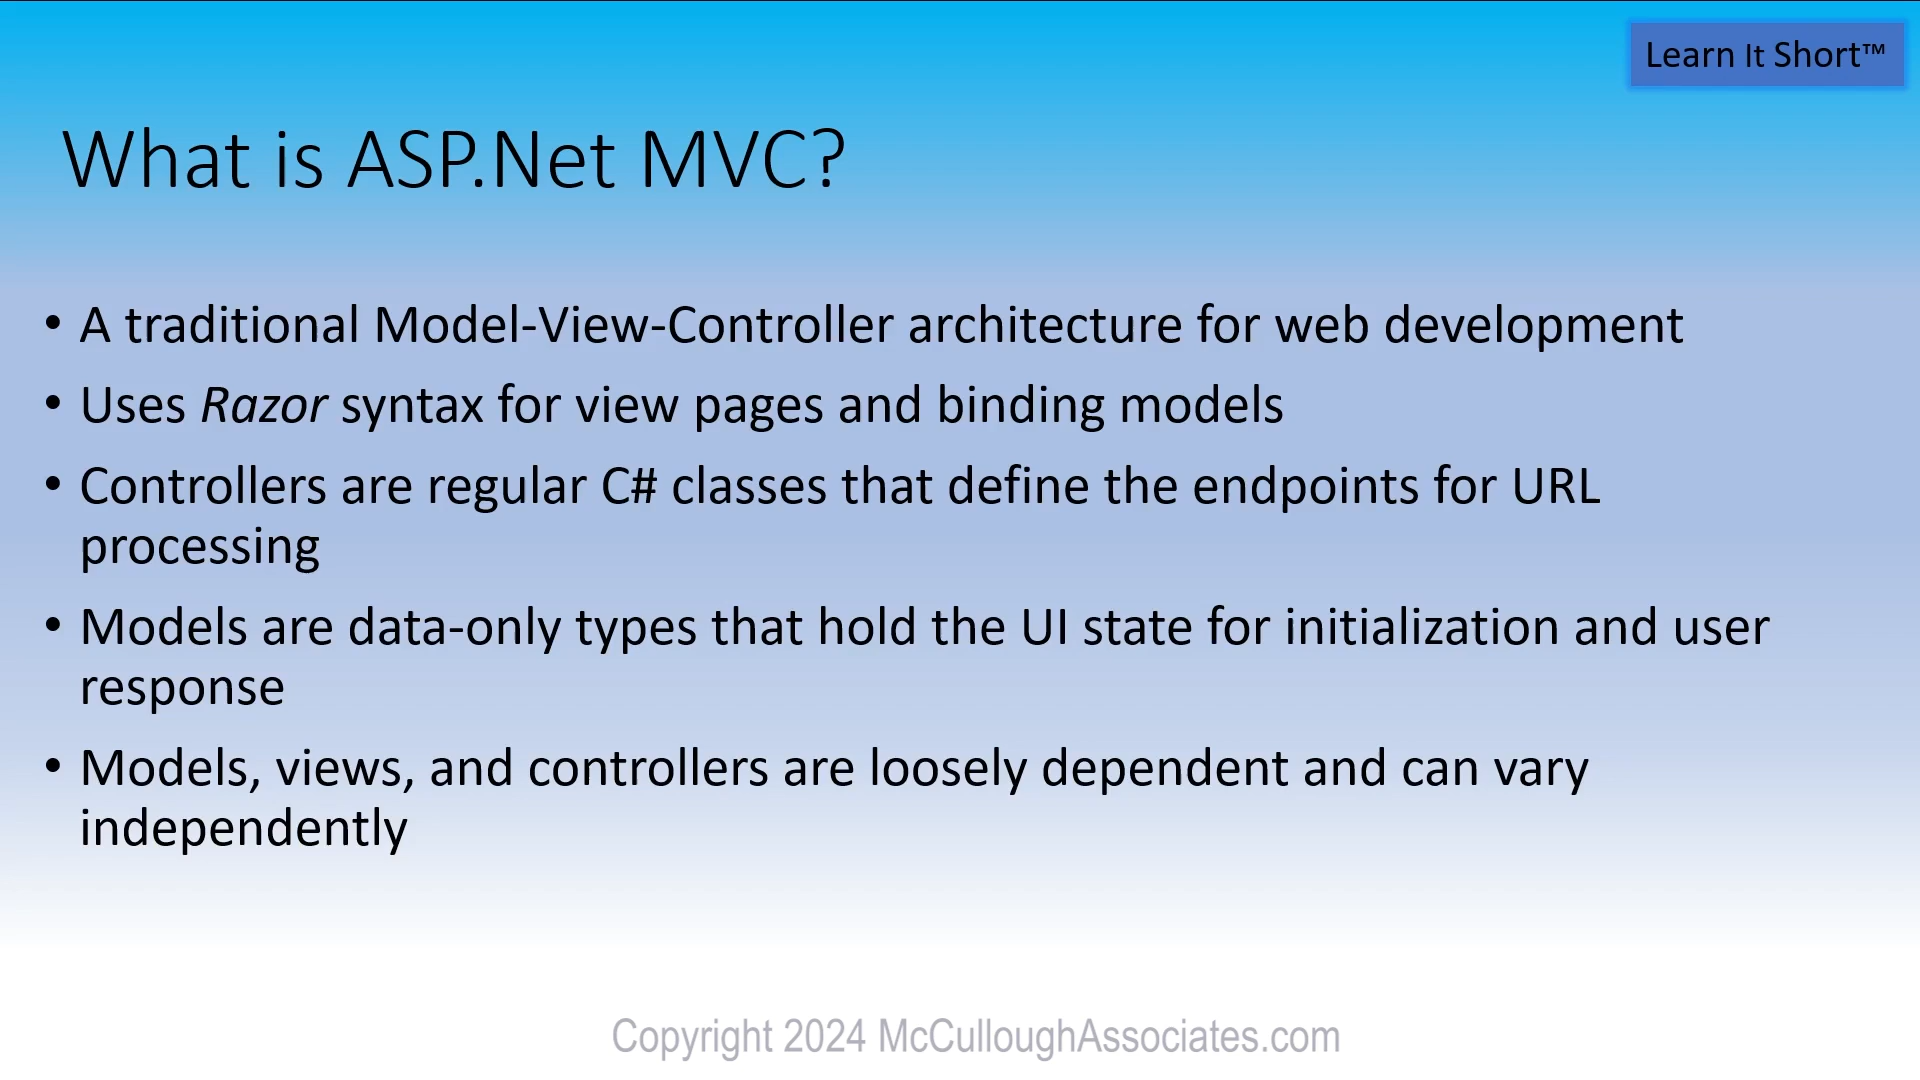 Learn It Short™
What is ASP.Net MVC?
• A traditional Model-View-Controller architecture for web development
• Uses Razor syntax for view pages and binding models
• Controllers are regular C# classes that define the endpoints for URL
processing
• Models are data-only types that hold the UI state for initialization and user
response
• Models, views, and controllers are loosely dependent and can vary
independently
Copyright 2024 McCulloughAssociates.com